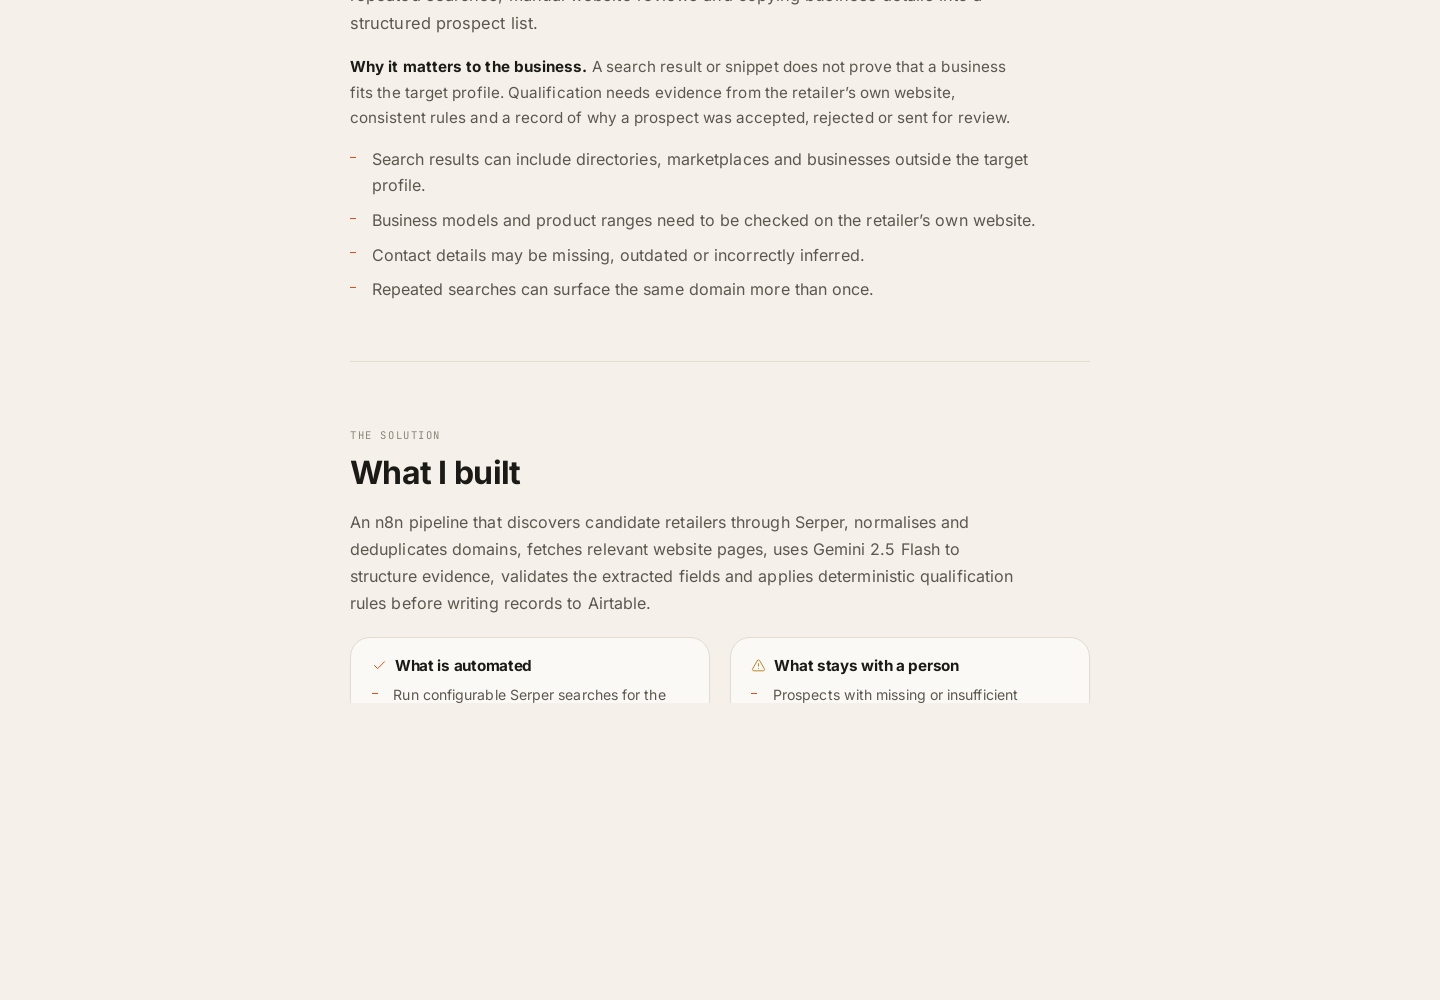 structured prospect list.
Why it matters to the business. A search result or snippet does not prove that a business
fits the target profile. Qualification needs evidence from the retailer’s own website,
consistent rules and a record of why a prospect was accepted, rejected or sent for review.
– Search results can include directories, marketplaces and businesses outside the target
profile.
– Business models and product ranges need to be checked on the retailer’s own website.
– Contact details may be missing, outdated or incorrectly inferred.
– Repeated searches can surface the same domain more than once.
THE SOLUTION
What I built
An n8n pipeline that discovers candidate retailers through Serper, normalises and
deduplicates domains, fetches relevant website pages, uses Gemini 2.5 Flash to
structure evidence, validates the extracted fields and applies deterministic qualification
rules before writing records to Airtable.
What is automated
– Run configurable Serper searches for the
What stays with a person
– Prospects with missing or insufficient